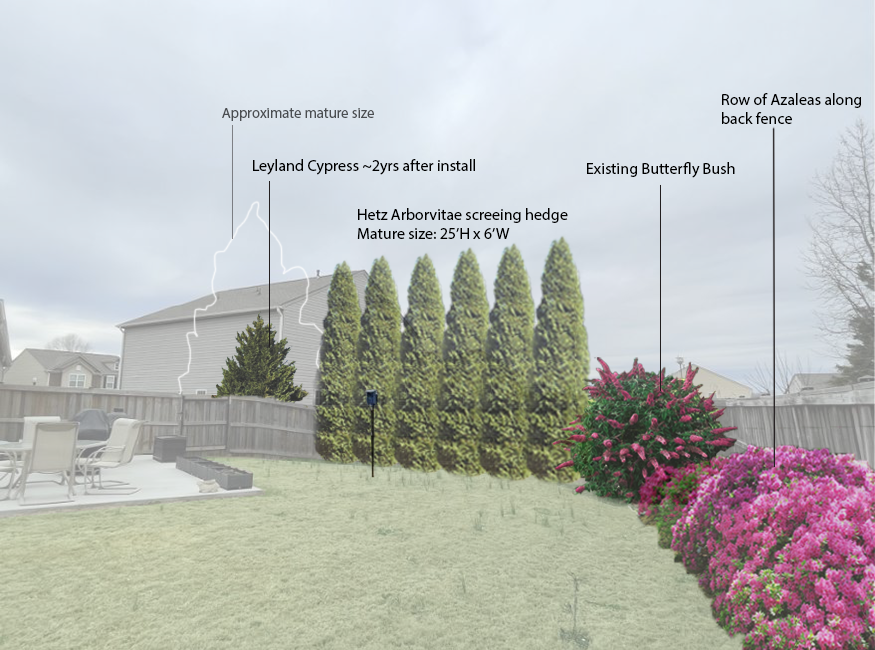 Row of Azaleas along
back fence
Approximate mature size
Leyland Cypress ~2yrs after install
Existing Butterfly Bush
Hetz Arborvitae screeing hedge
Mature size: 25'H x 6'W